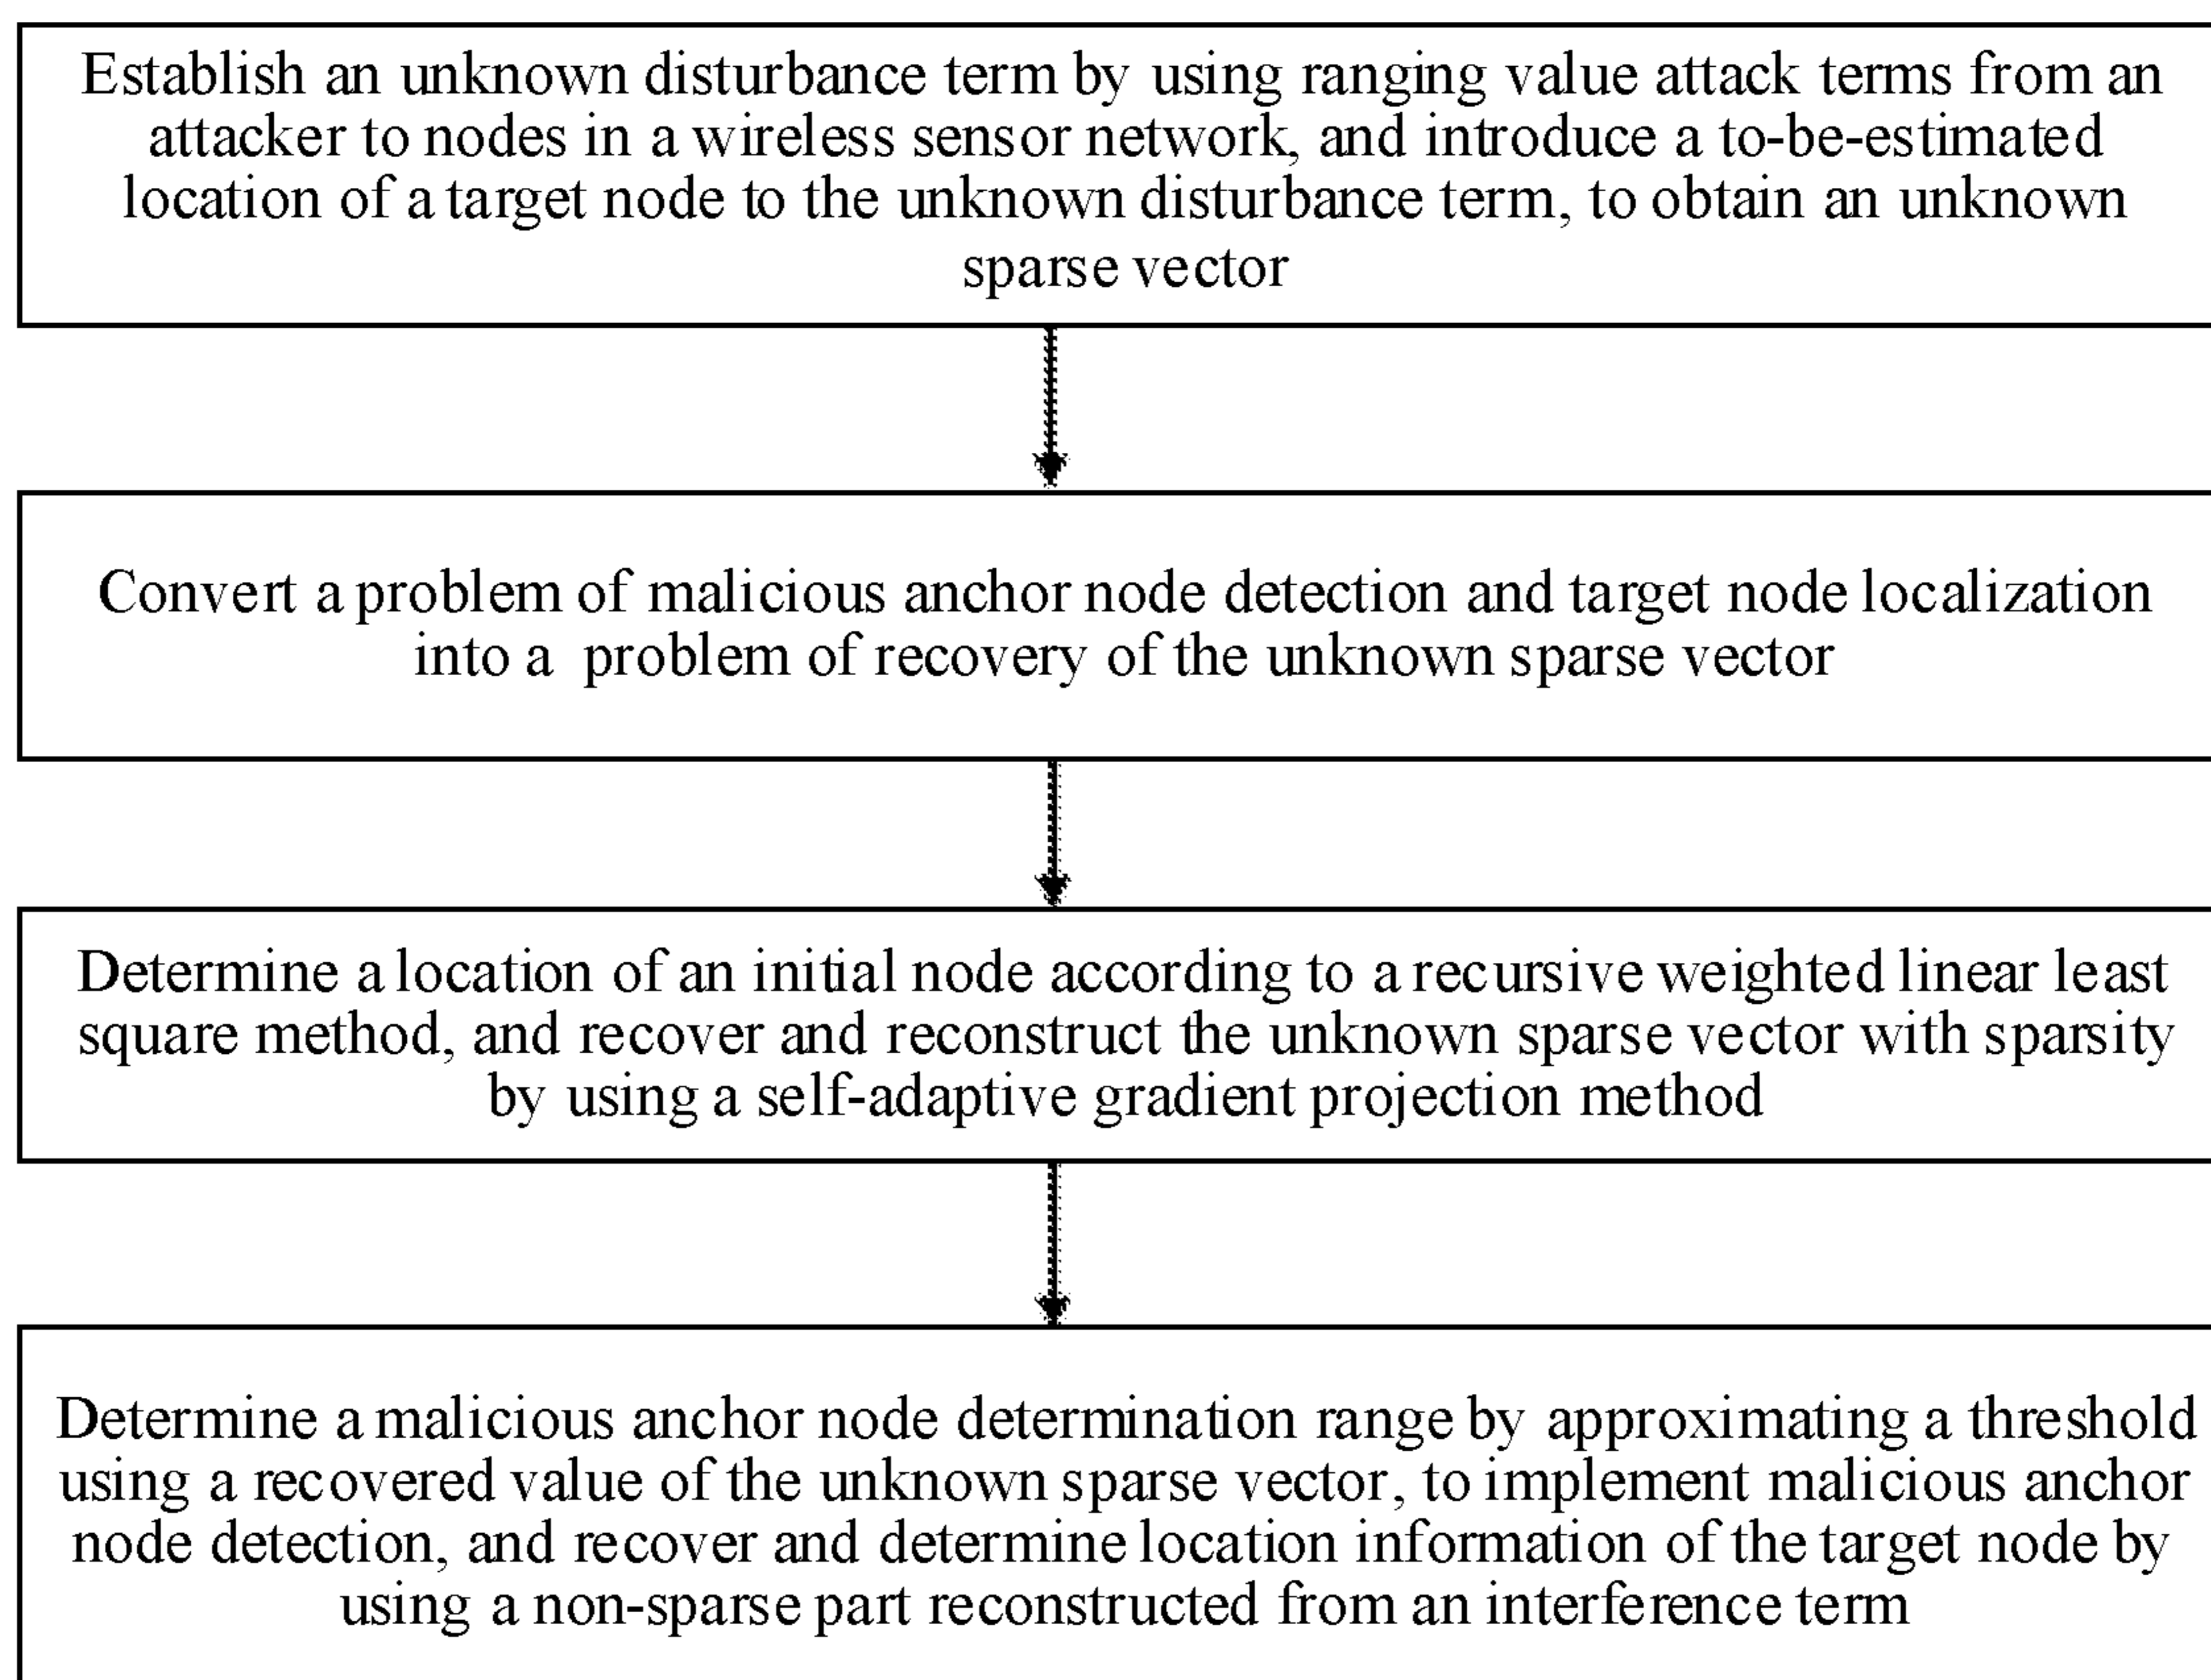 Establish an unknown disturbance term by using ranging value attack terms from an
attacker to nodes in a wireless sensor network, and introduce a to-be-estimated
location of a target node to the unknown disturbance term, to obtain an unknown
sparse vector
Convert a problem of malicious anchor node detection and target node localization
into a problem of recovery of the unknown sparse vector
Determine a location of an initial node according to a recursive weighted linear least
square method, and recover and reconstruct the unknown sparse vector with sparsity
by using a self-adaptive gradient projection method
Determine a malicious anchor node determination range by approximating a threshold
using a recovered value of the unknown sparse vector, to implement malicious anchor
node detection, and recover and determine location information of the target node by
using a non-sparse part reconstructed from an interference term